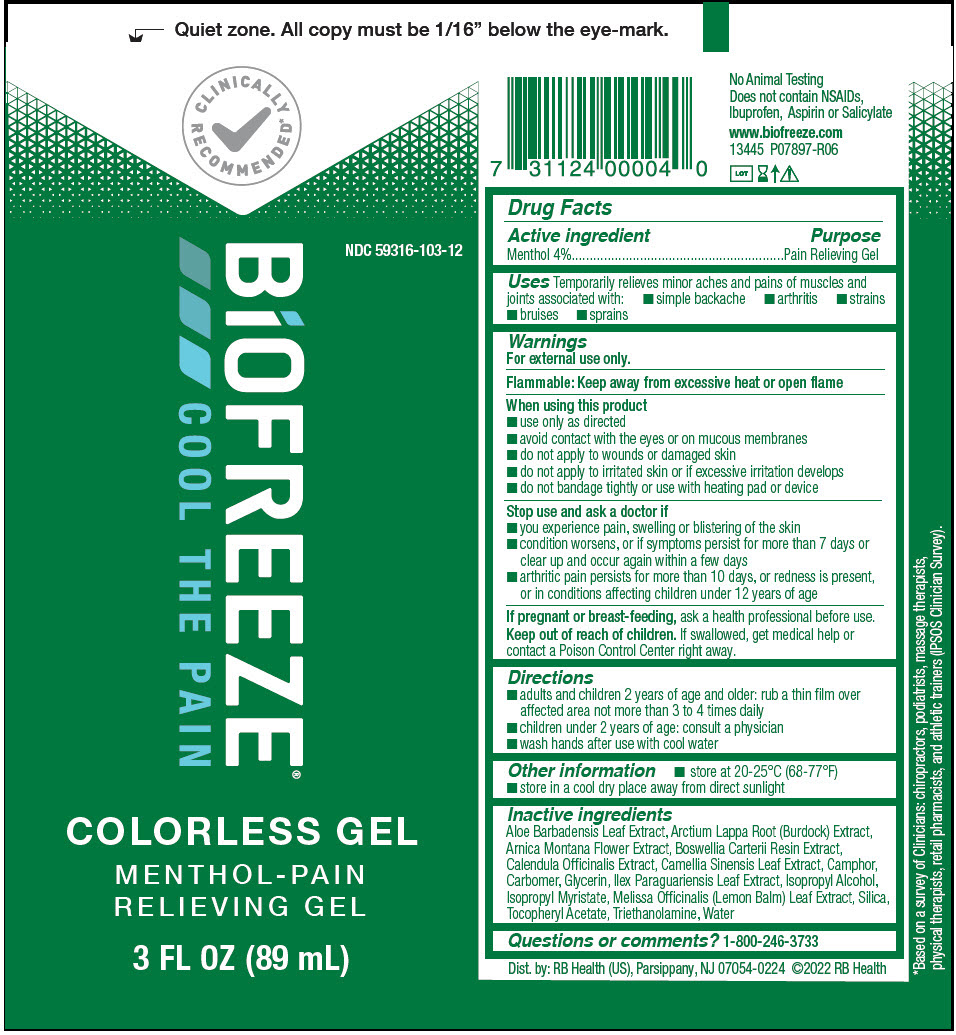 Quiet zone. All copy must be 1/16” below the eye-mark.
CLINICALLY
RECOMMENDED*
NDC 59316-103-12
BIOFREEZE®
COOL THE PAIN
COLORLESS GEL
MENTHOL-PAIN
RELIEVING GEL
3 FL OZ (89 mL)
7 31124 00004 0
No Animal Testing
Does not contain NSAIDs,
Ibuprofen, Aspirin or Salicylate
www.biofreeze.com
13445 P07897-R06
LOT
Drug Facts
Active ingredient Purpose
Menthol 4%...........................................................Pain Relieving Gel
Uses Temporarily relieves minor aches and pains of muscles and
joints associated with: ■ simple backache ■ arthritis ■ strains
■ bruises ■ sprains
Warnings
For external use only.
Flammable: Keep away from excessive heat or open flame
When using this product
■ use only as directed
■ avoid contact with the eyes or on mucous membranes
■ do not apply to wounds or damaged skin
■ do not apply to irritated skin or if excessive irritation develops
■ do not bandage tightly or use with heating pad or device
Stop use and ask a doctor if
■ you experience pain, swelling or blistering of the skin
■ condition worsens, or if symptoms persist for more than 7 days or
clear up and occur again within a few days
■ arthritic pain persists for more than 10 days, or redness is present,
or in conditions affecting children under 12 years of age
If pregnant or breast-feeding, ask a health professional before use.
Keep out of reach of children. If swallowed, get medical help or
contact a Poison Control Center right away.
Directions
■ adults and children 2 years of age and older: rub a thin film over
affected area not more than 3 to 4 times daily
■ children under 2 years of age: consult a physician
■ wash hands after use with cool water
Other information ■ store at 20-25°C (68-77°F)
■ store in a cool dry place away from direct sunlight
Inactive ingredients
Aloe Barbadensis Leaf Extract, Arctium Lappa Root (Burdock) Extract,
Arnica Montana Flower Extract, Boswellia Carterii Resin Extract,
Calendula Officinalis Extract, Camellia Sinensis Leaf Extract, Camphor,
Carbomer, Glycerin, Ilex Paraguariensis Leaf Extract, Isopropyl Alcohol,
Isopropyl Myristate, Melissa Officinalis (Lemon Balm) Leaf Extract, Silica,
Tocopheryl Acetate, Triethanolamine, Water
Questions or comments? 1-800-246-3733
Dist. by: RB Health (US), Parsippany, NJ 07054-0224 ©2022 RB Health
*Based on a survey of Clinicians: chiropractors, podiatrists, massage therapists,
physical therapists, retail pharmacists, and athletic trainers (IPSOS Clinician Survey).